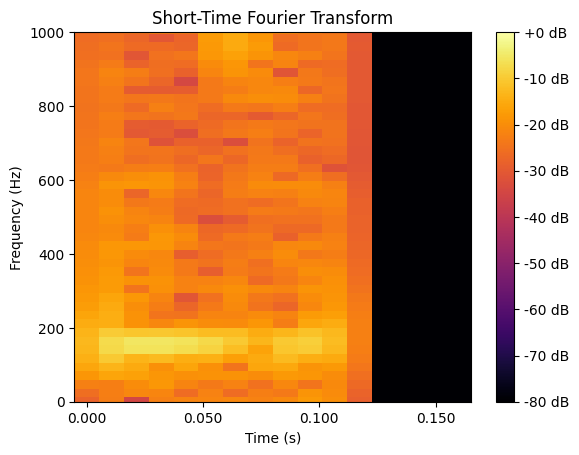 Short-Time Fourier Transform
1000
800
600
400
200
0
Frequency (Hz)
0.000
0.050
0.100
0.150
Time (s)
+0 dB
-10 dB
-20 dB
-30 dB
-40 dB
-50 dB
-60 dB
-70 dB
-80 dB